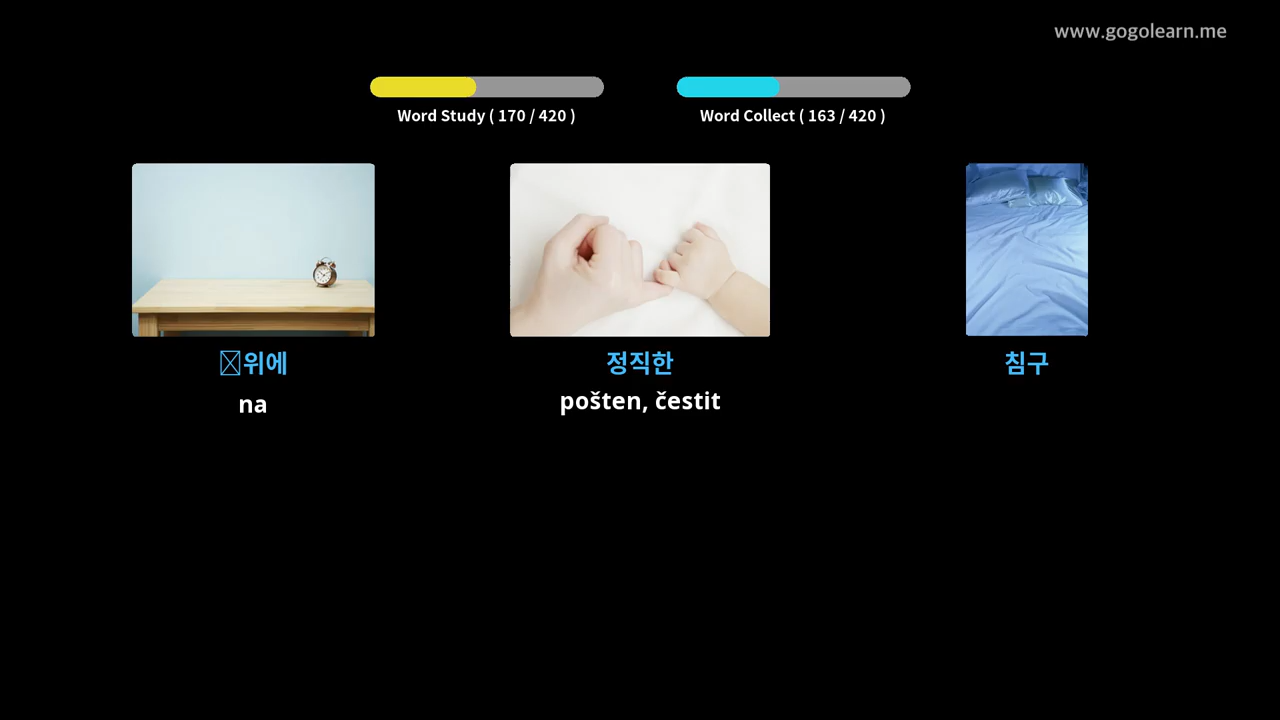 www.gogolearn.me
Word Study ( 170 / 420 )
Word Collect ( 163 / 420 )
위에
정직한
침구
na
pošten, čestit